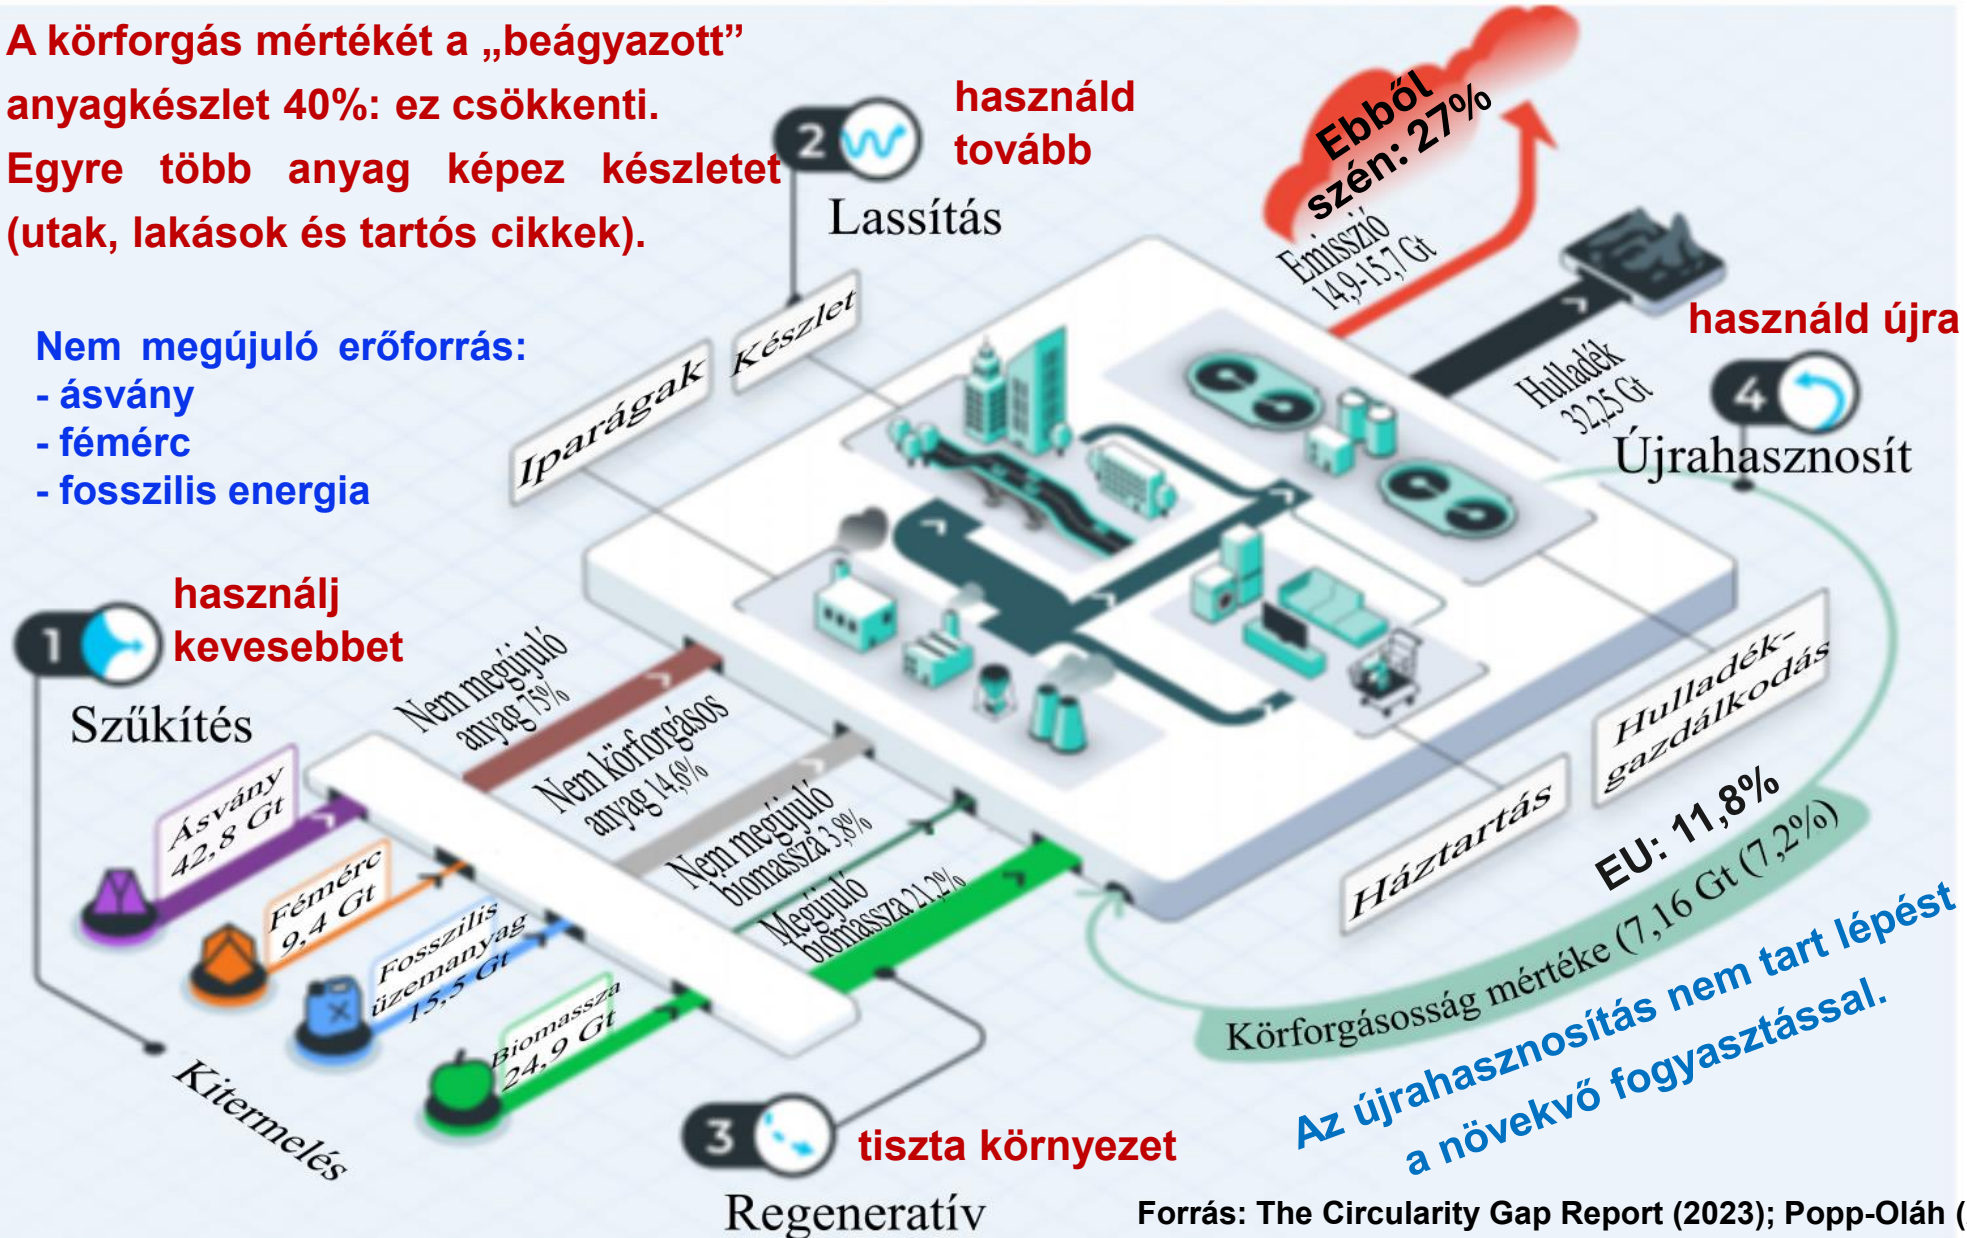 A körforgás mértékét a „beágyazott”
anyagkészlet 40%: ez csökkenti.
Egyre több anyag képez készletet
(utak, lakások és tartós cikkek).
Nem megújuló erőforrás:
- ásvány
- fémérc
- fosszilis energia
2
használd
tovább
Lassítás
Ebből
szén: 27%
Emisszió
14,9-15,7 Gt
Hulladék
32,25 Gt
használd újra
4
Újrahasznosít
Készlet
Iparágak
1
használj
kevesebbet
Szűkítés
Nem megújuló
anyag 75%
Nem körforgásos
anyag 14,6%
Nem megújuló
biomassza 3,8%
Megújuló
biomassza 21,2%
Ásvány
42,8 Gt
Fémérc
9,4 Gt
Fosszilis
üzemanyag
15,5 Gt
Biomassza
24,9 Gt
Kitermelés
Hulladék-
gazdálkodás
Háztartás
EU: 11,8%
Körforgásosság mértéke (7,16 Gt (7,2%)
Az újrahasznosítás nem tart lépést
a növekvő fogyasztással.
3
tiszta környezet
Regeneratív
Forrás: The Circularity Gap Report (2023); Popp-Oláh (